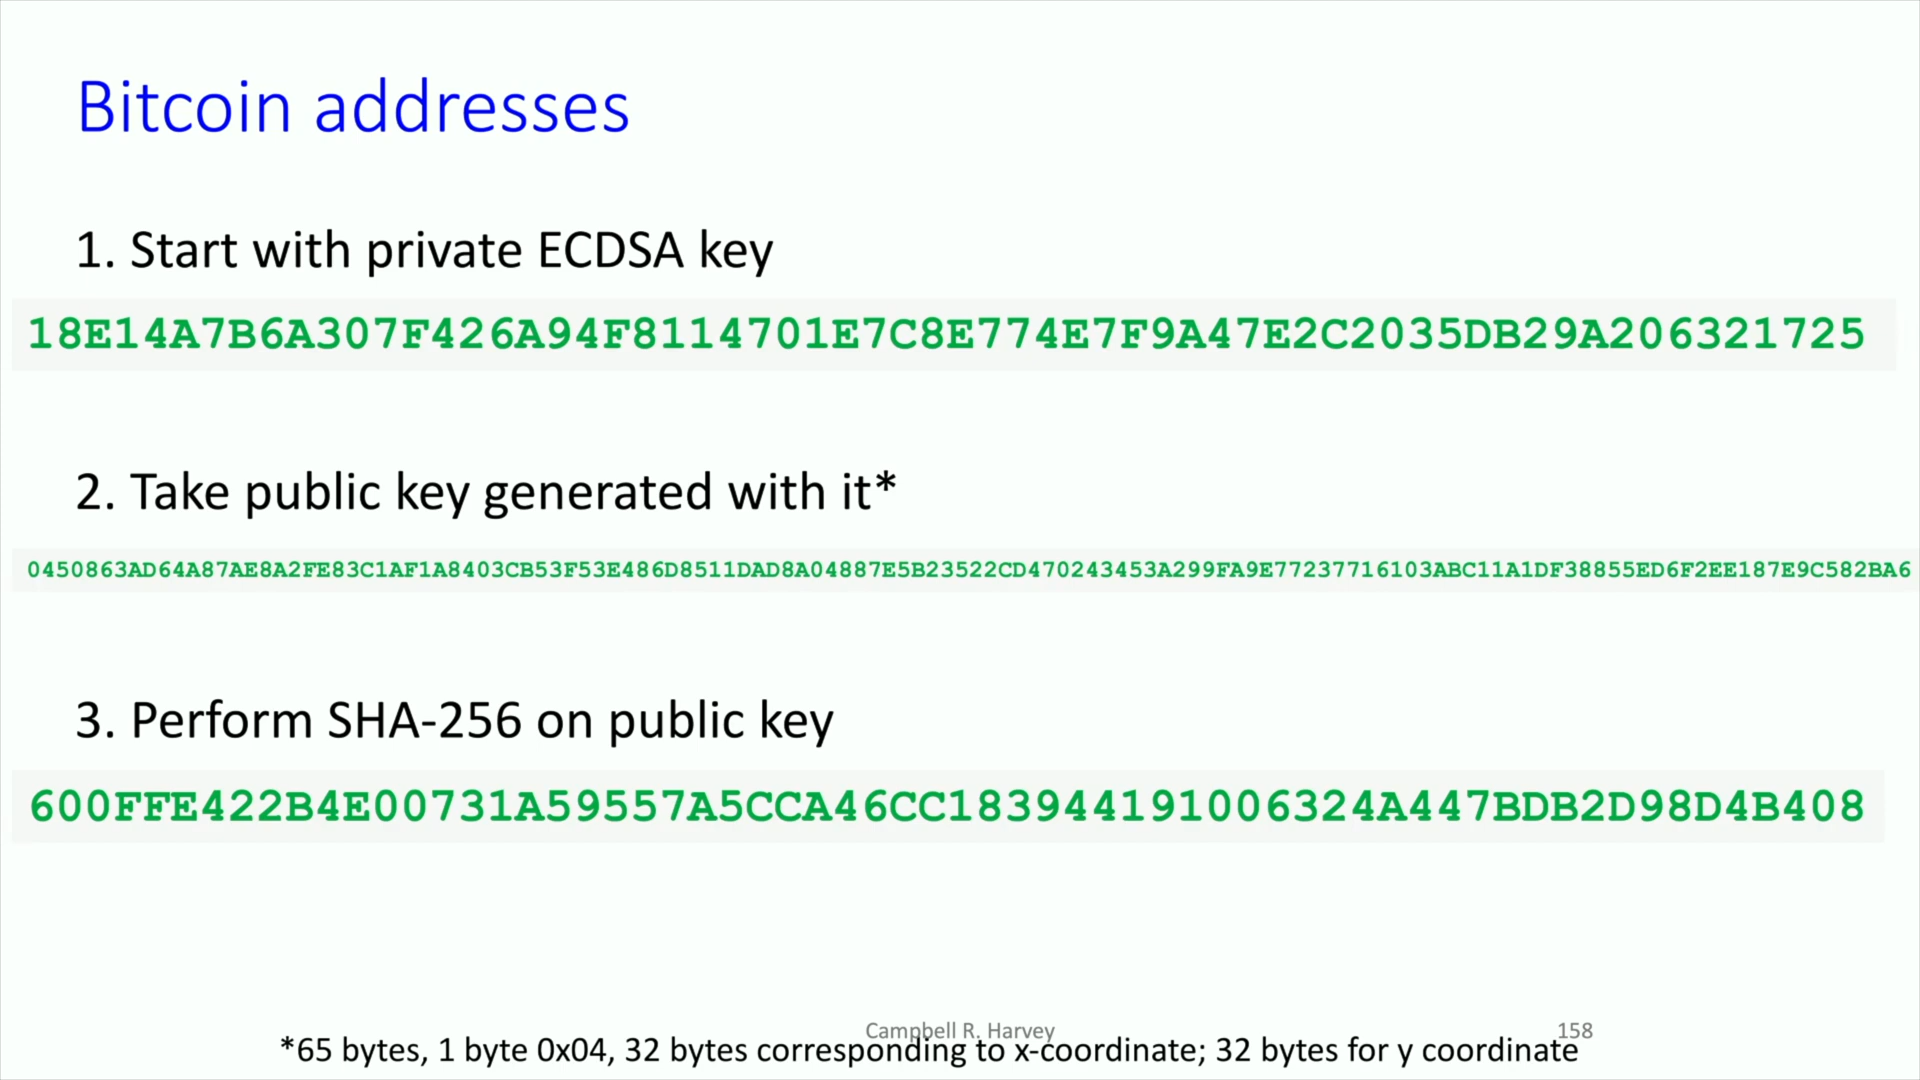 Bitcoin addresses
1. Start with private ECDSA key
18E14A7B6A307F426A94F8114701E7C8E774E7F9A47E2C2035DB29A206321725
2. Take public key generated with it*
0450863AD64A87AE8A2FE83C1AF1A8403CB53F53E486D8511DAD8A04887E5B23522CD470243453A299FA9E77237716103ABC11A1DF38855ED6F2EE187E9C582BA6
3. Perform SHA-256 on public key
600FFE422B4E00731A59557A5CCA46CC183944191006324A447BDB2D98D4B408
Campbell R. Harvey
158
*65 bytes, 1 byte 0x04, 32 bytes corresponding to x-coordinate; 32 bytes for y coordinate